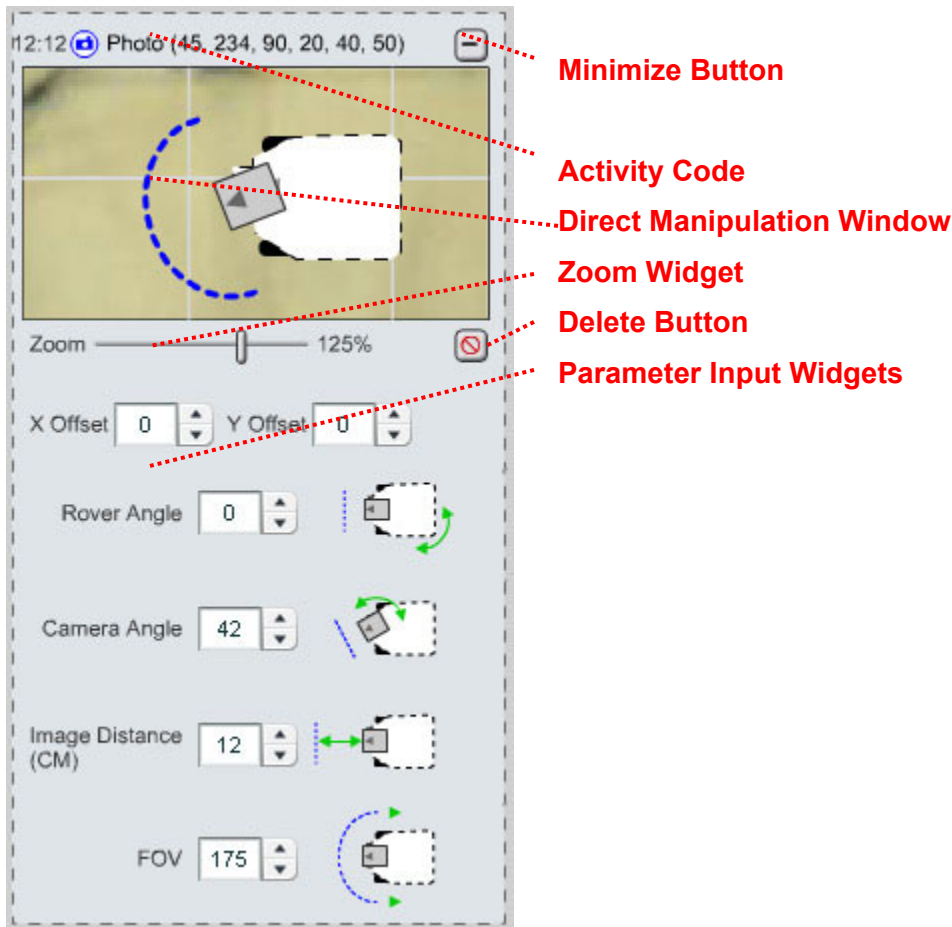 12:12 Photo (45, 234, 90, 20, 40, 50)
Minimize Button
Activity Code
Direct Manipulation Window
Zoom Widget
Delete Button
Parameter Input Widgets
Zoom 125%
X Offset 0 Y Offset 0
Rover Angle 0
Camera Angle 42
Image Distance
(CM) 12
FOV 175